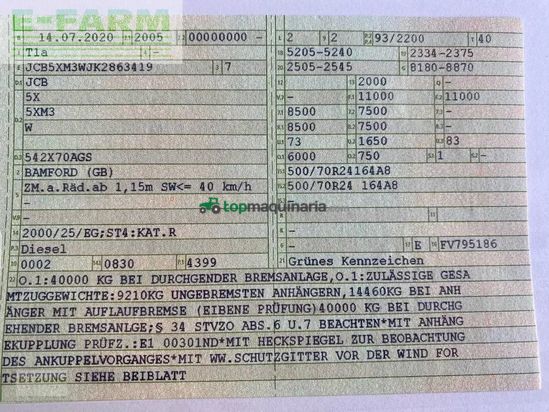 E-FARM
14.07.2020 2005 00000000 -
T1a
JCB5XM3WJK2863419 3 7
JCB
5X
5XM3
W
542X70AGS
BAMFORD (GB)
ZM.a.Räd.ab 1,15m SW<= 40 km/h
-
2000/25/EG;ST4:KAT.R
Diesel
0002 0830 4399
2 2 93/2200 40
5205-5240 2334-2375
2505-2545 8180-8870
- 2000 - -
- 11000 11000
8500 7500 -
8500 7500 -
73 1650 83
6000 750 1 -
500/70R24164A8
500/70R24 164A8
-
topmaquinaria
- -
E FV795186
Grünes Kennzeichen
22 O.1:40000 KG BEI DURCHGENDER BREMSANLAGE,O.1:ZULÄSSIGE GESA
MTZUGGEWICHTE:9210KG UNGEBREMSTEN ANHÄNGERN,14460KG BEI ANH
ÄNGER MIT AUFLAUFBREMSE (EIBENE PRÜFUNG)40000 KG BEI DURCHG
EHENDER BREMSANLGE;§ 34 STVZO ABS.6 U.7 BEACHTEN*MIT ANHÄNG
EKUPPLUNG PRÜFZ.:E1 00301ND*MIT HECKSPIEGEL ZUR BEOBACHTUNG
DES ANKUPPELVORGANGES*MIT WW.SCHUTZGITTER VOR DER WIND FOR
TSETZUNG SIEHE BEIBLATT